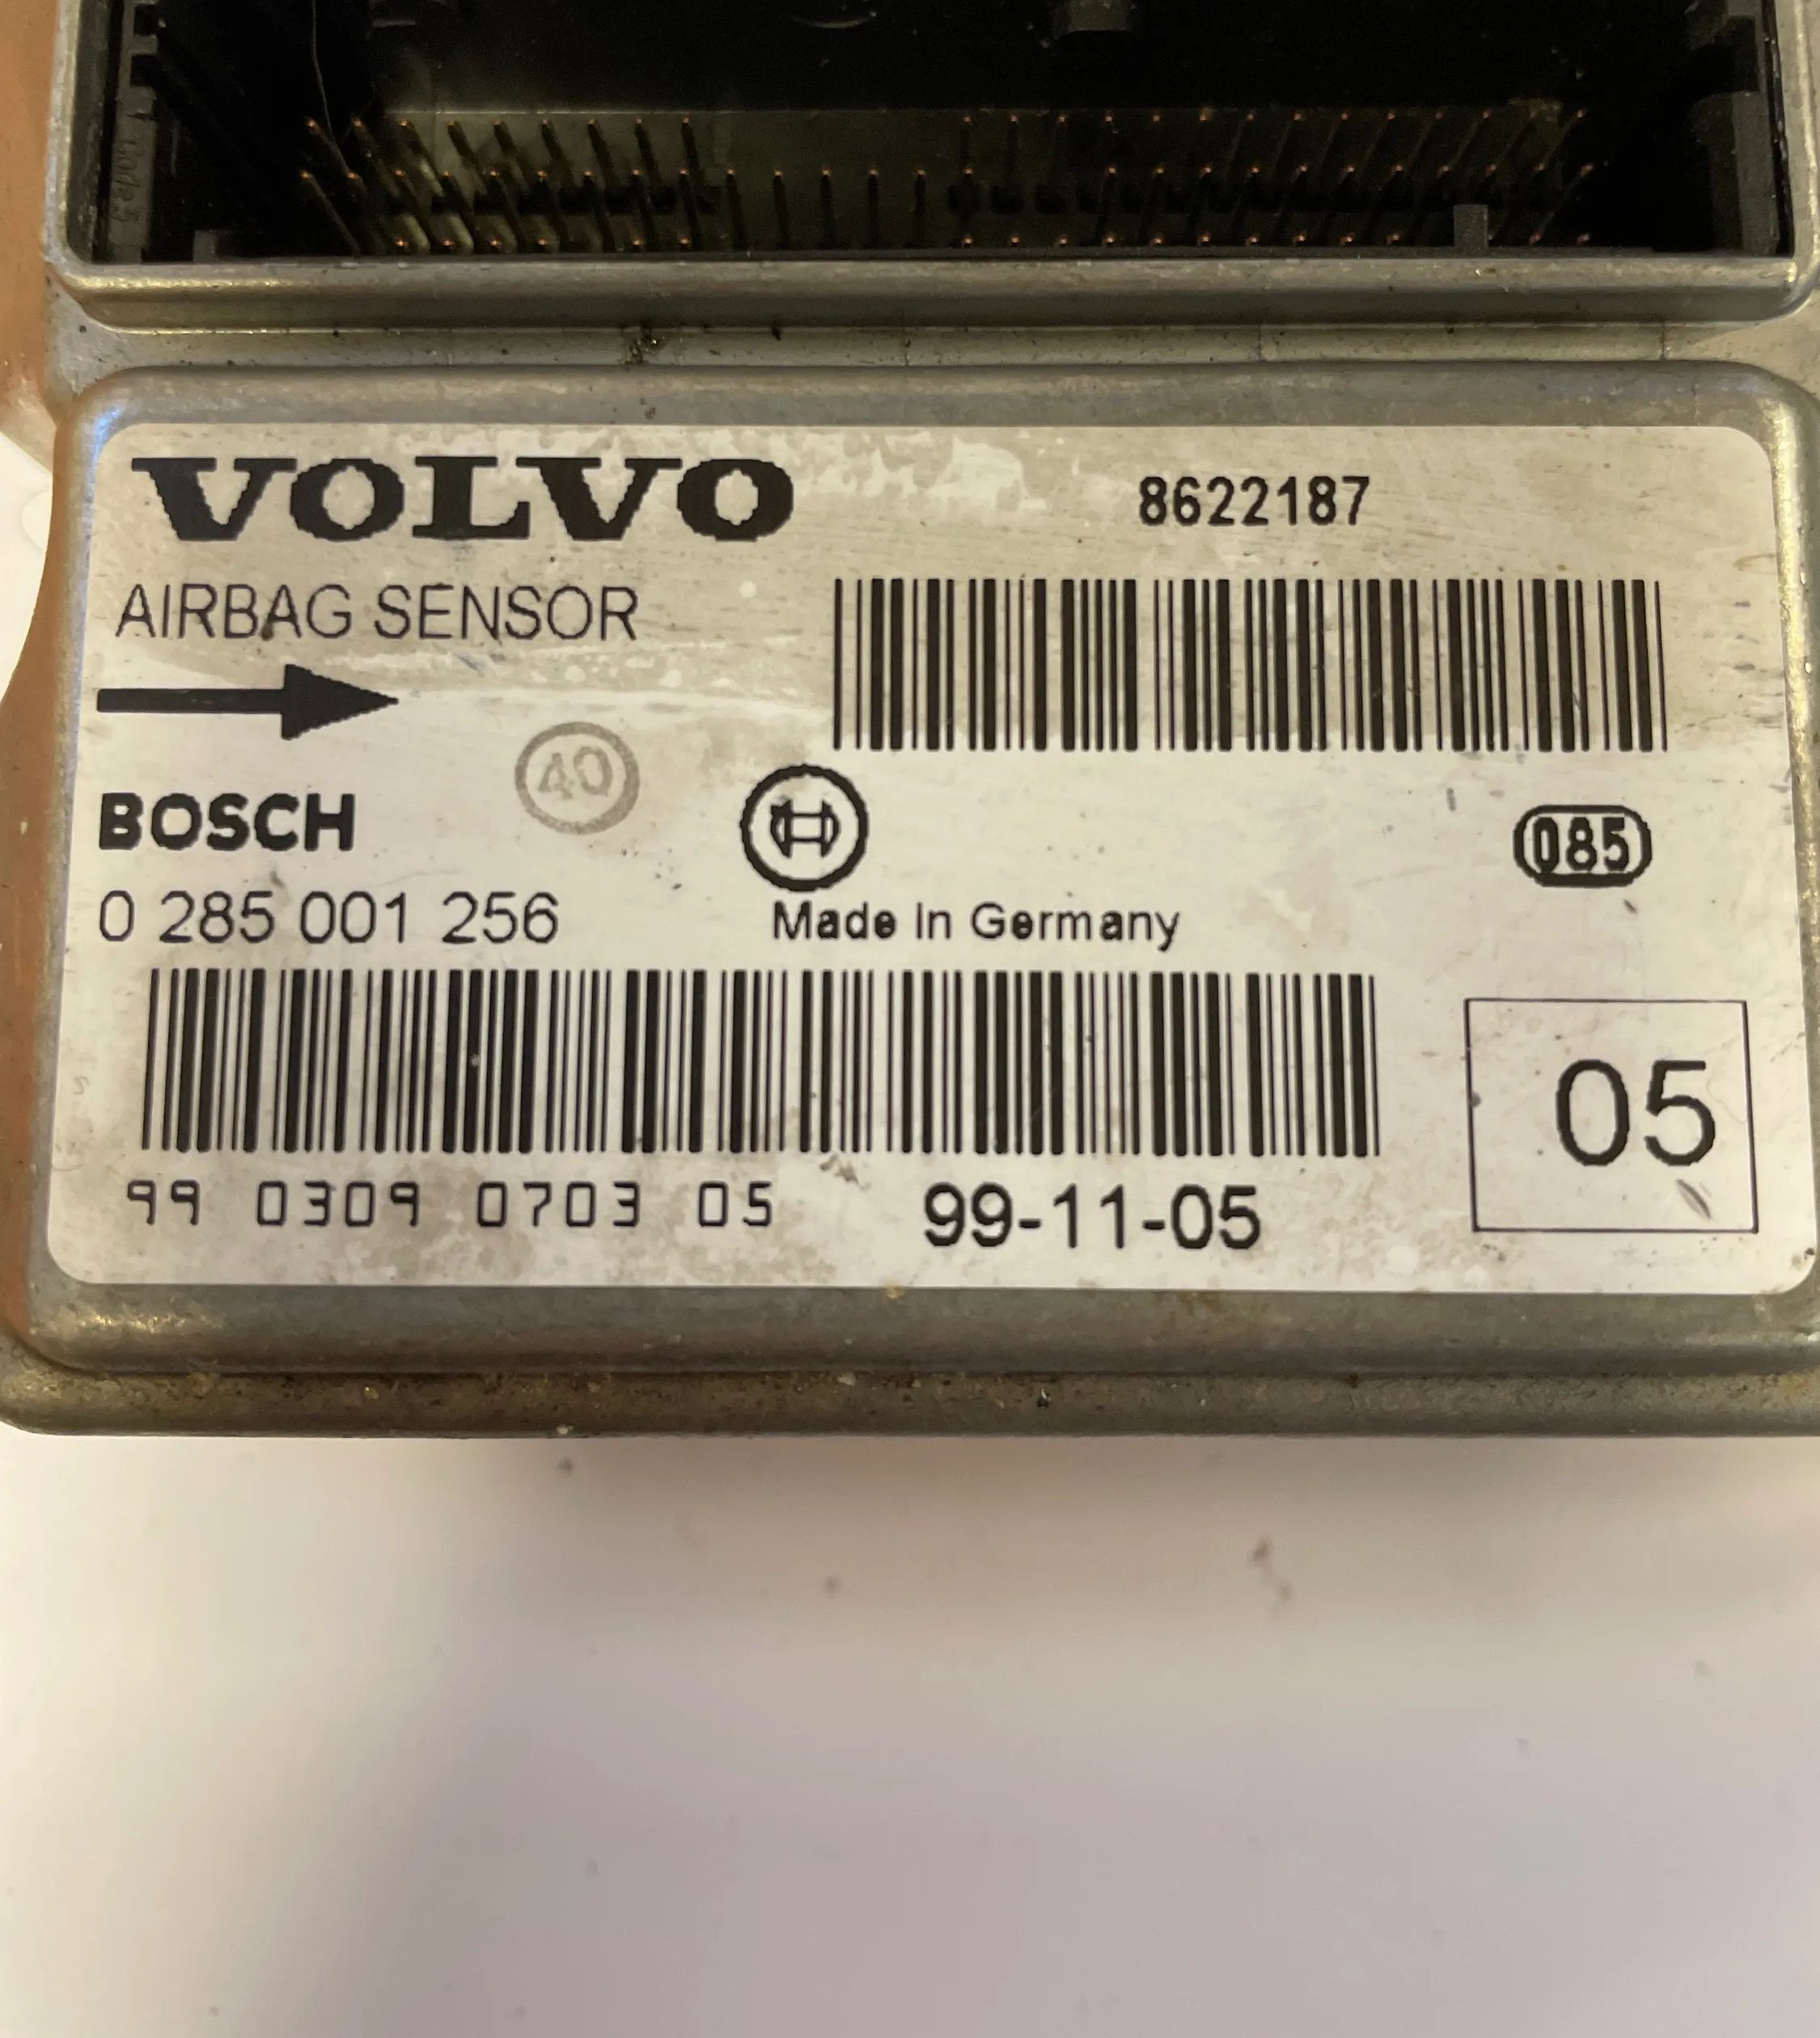 VOLVO
8622187
AIRBAG SENSOR
40
BOSCH
085
0 285 001 256
Made In Germany
05
99 0309 0703 05
99-11-05